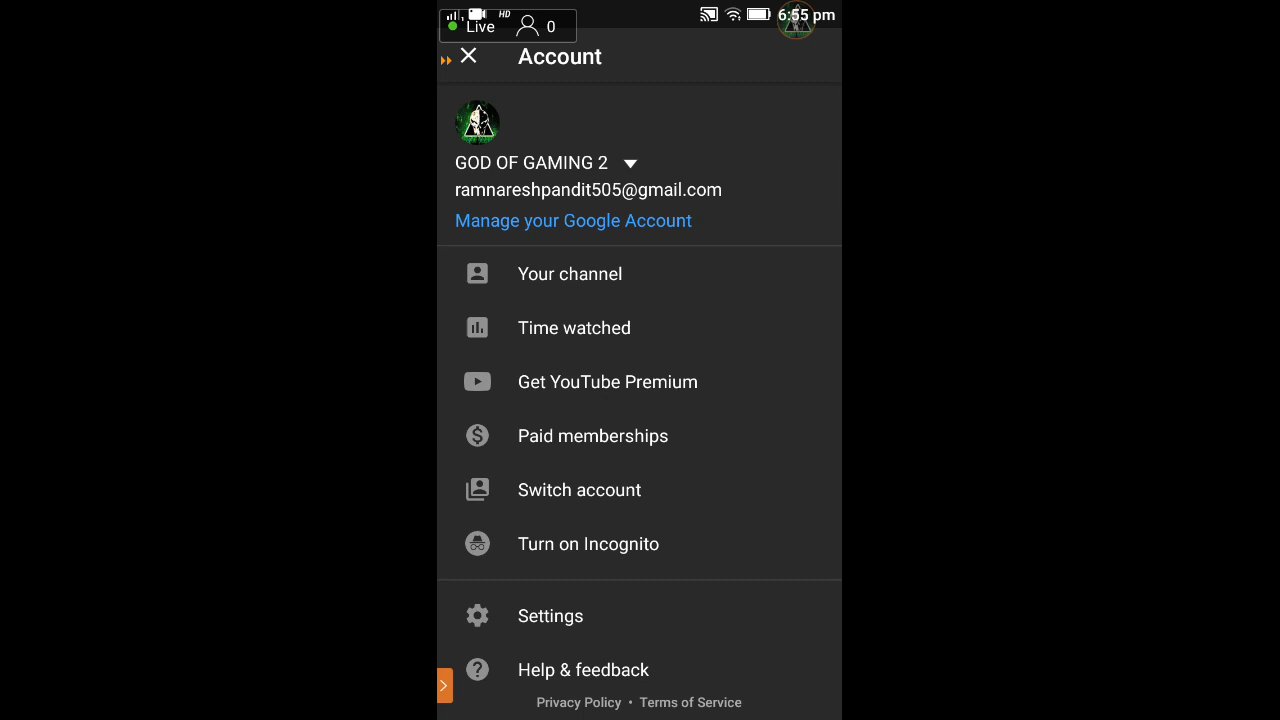 HD
6:55 pm
Live 0
Account
GOD OF GAMING 2
ramnareshpandit505@gmail.com
Manage your Google Account
Your channel
Time watched
Get YouTube Premium
Paid memberships
Switch account
Turn on Incognito
Settings
Help & feedback
Privacy Policy • Terms of Service